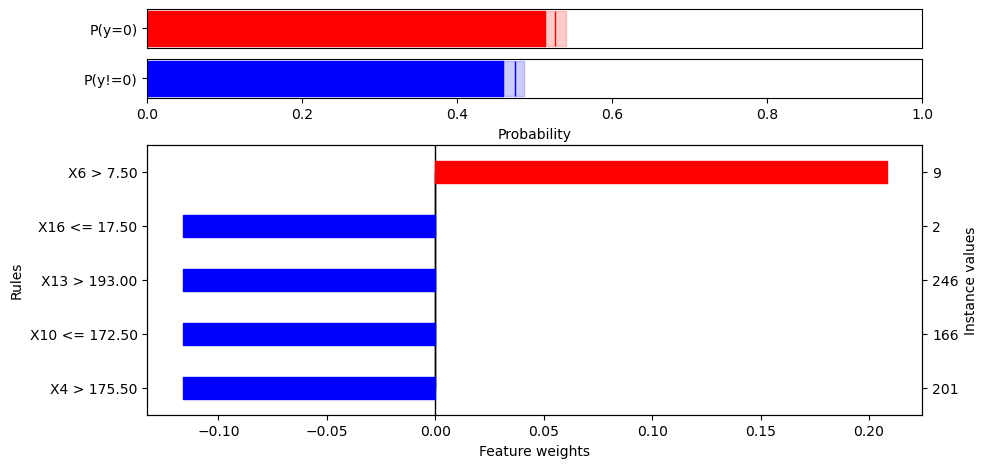 P(y=0)
P(y!=0)
0.0 0.2 0.4 0.6 0.8 1.0
Probability
X6 > 7.50 9
X16 <= 17.50 2
X13 > 193.00 246
X10 <= 172.50 166
X4 > 175.50 201
Rules
Instance values
−0.10 −0.05 0.00 0.05 0.10 0.15 0.20
Feature weights